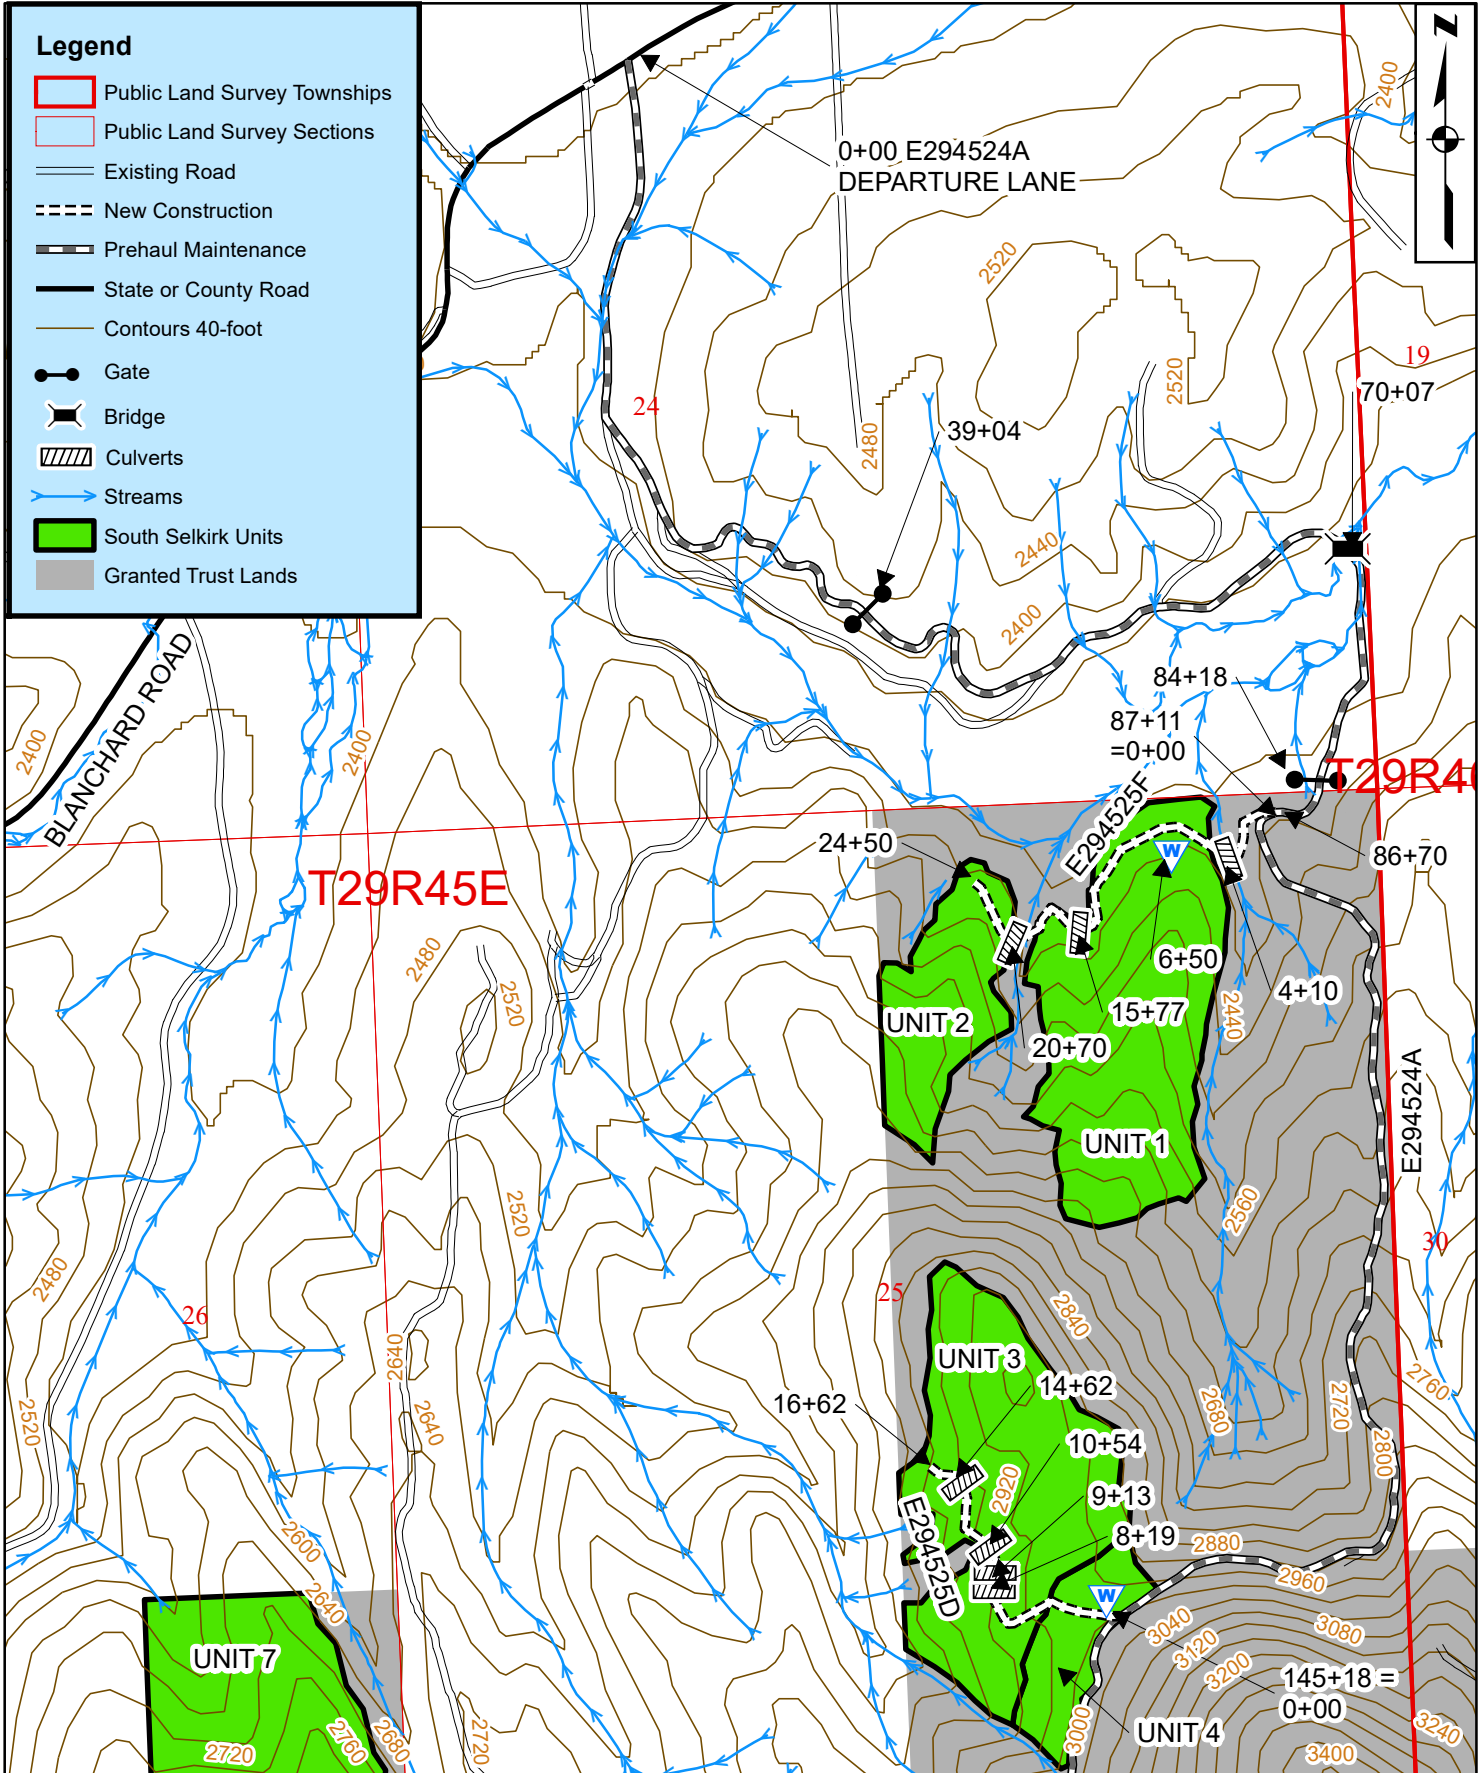 Legend
Public Land Survey Townships
Public Land Survey Sections
Existing Road
New Construction
Prehaul Maintenance
State or County Road
Contours 40-foot
Gate
Bridge
Culverts
Streams
South Selkirk Units
Granted Trust Lands
N
2400
0+00 E294524A
DEPARTURE LANE
2520
19
2520
70+07
24
39+04
2480
2440
2400
BLANCHARD ROAD
84+18
87+11
=0+00
2400
2400
T29R4
E294525F
24+50
86+70
T29R45E
W
2480
2520
6+50
4+10
15+77
2440
UNIT 2
20+70
E294524A
UNIT 1
2520
2560
30
2480
25
26
2840
2640
UNIT 3
14+62
2760
16+62
2680
2720
2520
2640
10+54
2800
2920
9+13
E294525D
8+19
2880
2600
2960
2640
W
3040
3080
3120
UNIT 7
3200
145+18 =
0+00
3000
UNIT 4
3240
2720
2760
2680
2720
3400